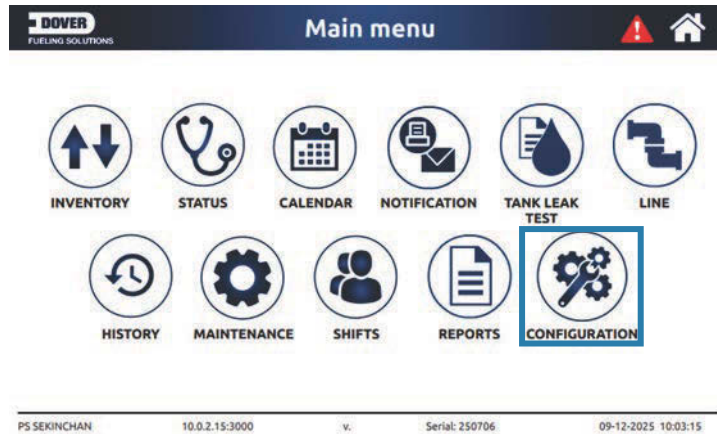 DOVER
FUELING SOLUTIONS
Main menu
INVENTORY
STATUS
CALENDAR
NOTIFICATION
TANK LEAK
TEST
LINE
HISTORY
MAINTENANCE
SHIFTS
REPORTS
CONFIGURATION
PS SEKINCHAN 10.0.2.15:3000 v. Serial: 250706 09-12-2025 10:03:15